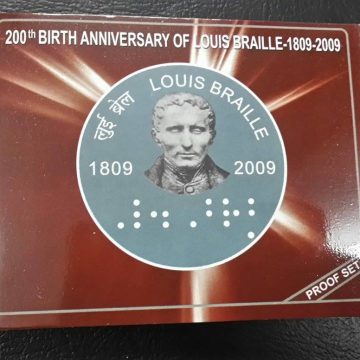 200th BIRTH ANNIVERSARY OF LOUIS BRAILLE-1809-2009
लुई ब्रेल LOUIS BRAILLE
1809 2009
PROOF SET